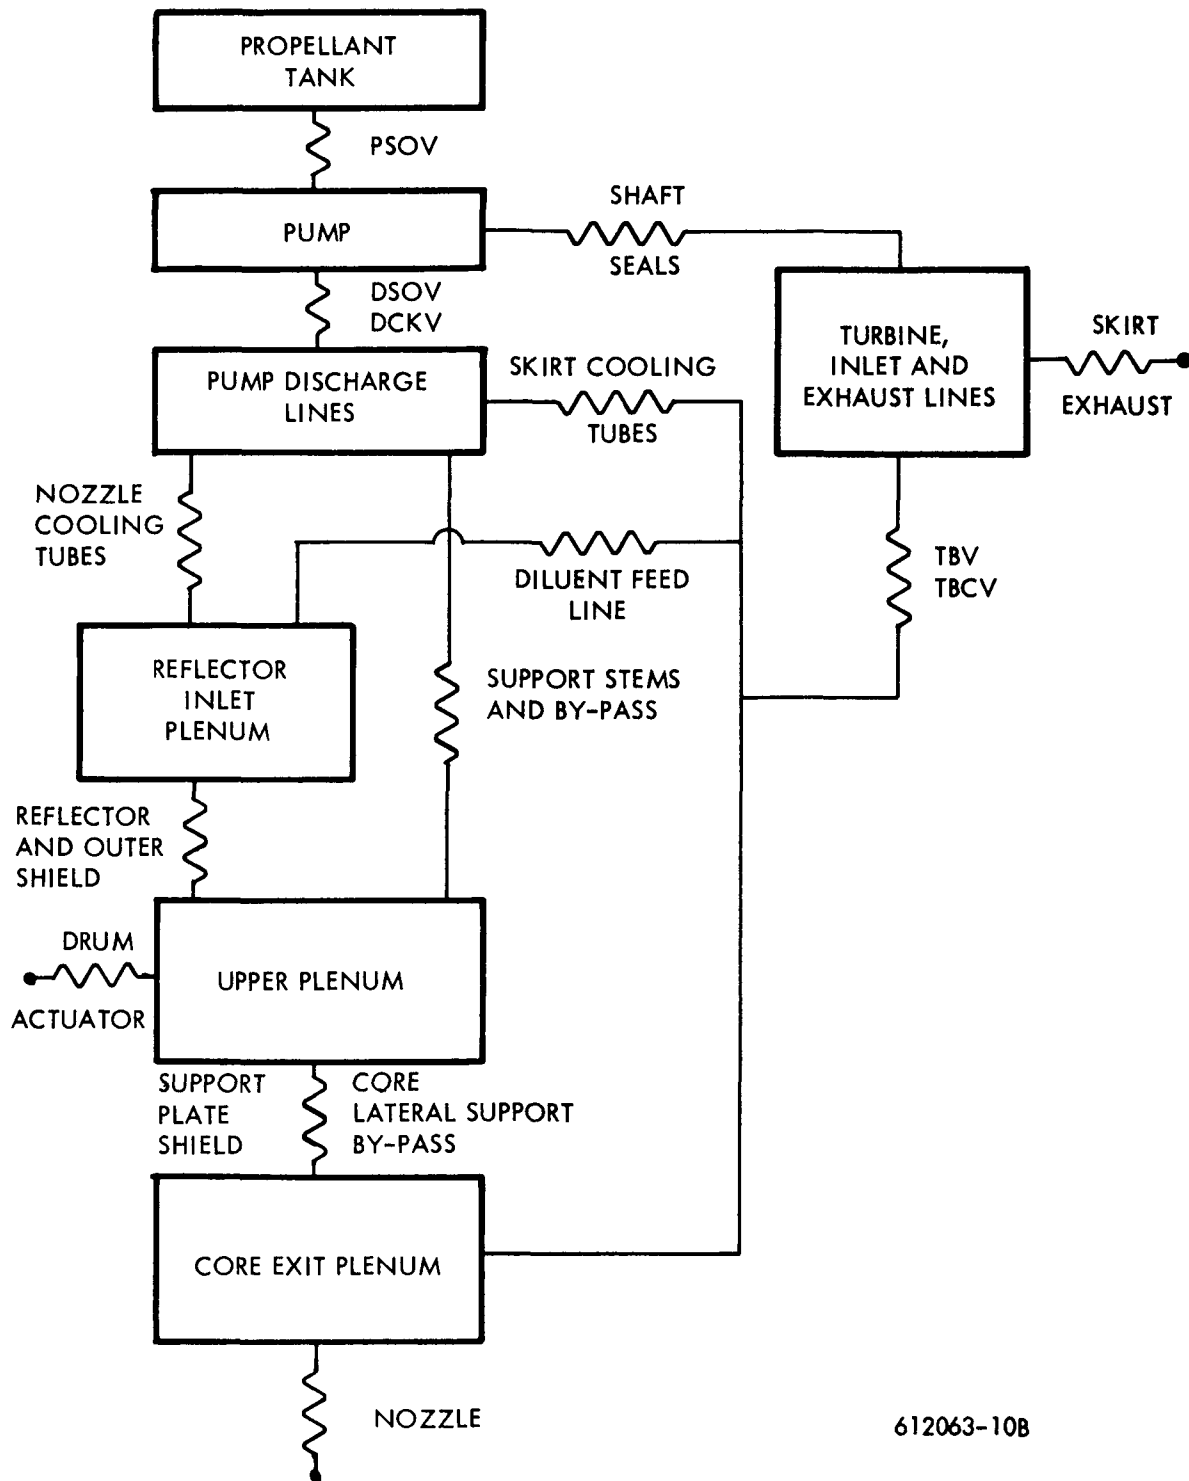 PROPELLANT
TANK
PSOV
PUMP
SHAFT
SEALS
DSOV
DCKV
TURBINE,
INLET AND
EXHAUST LINES
SKIRT
EXHAUST
PUMP DISCHARGE
LINES
SKIRT COOLING
TUBES
NOZZLE
COOLING
TUBES
DILUENT FEED
LINE
TBV
TBCV
REFLECTOR
INLET
PLENUM
SUPPORT STEMS
AND BY-PASS
REFLECTOR
AND OUTER
SHIELD
DRUM
ACTUATOR
UPPER PLENUM
SUPPORT
PLATE
SHIELD
CORE
LATERAL SUPPORT
BY-PASS
CORE EXIT PLENUM
NOZZLE
612063-10B